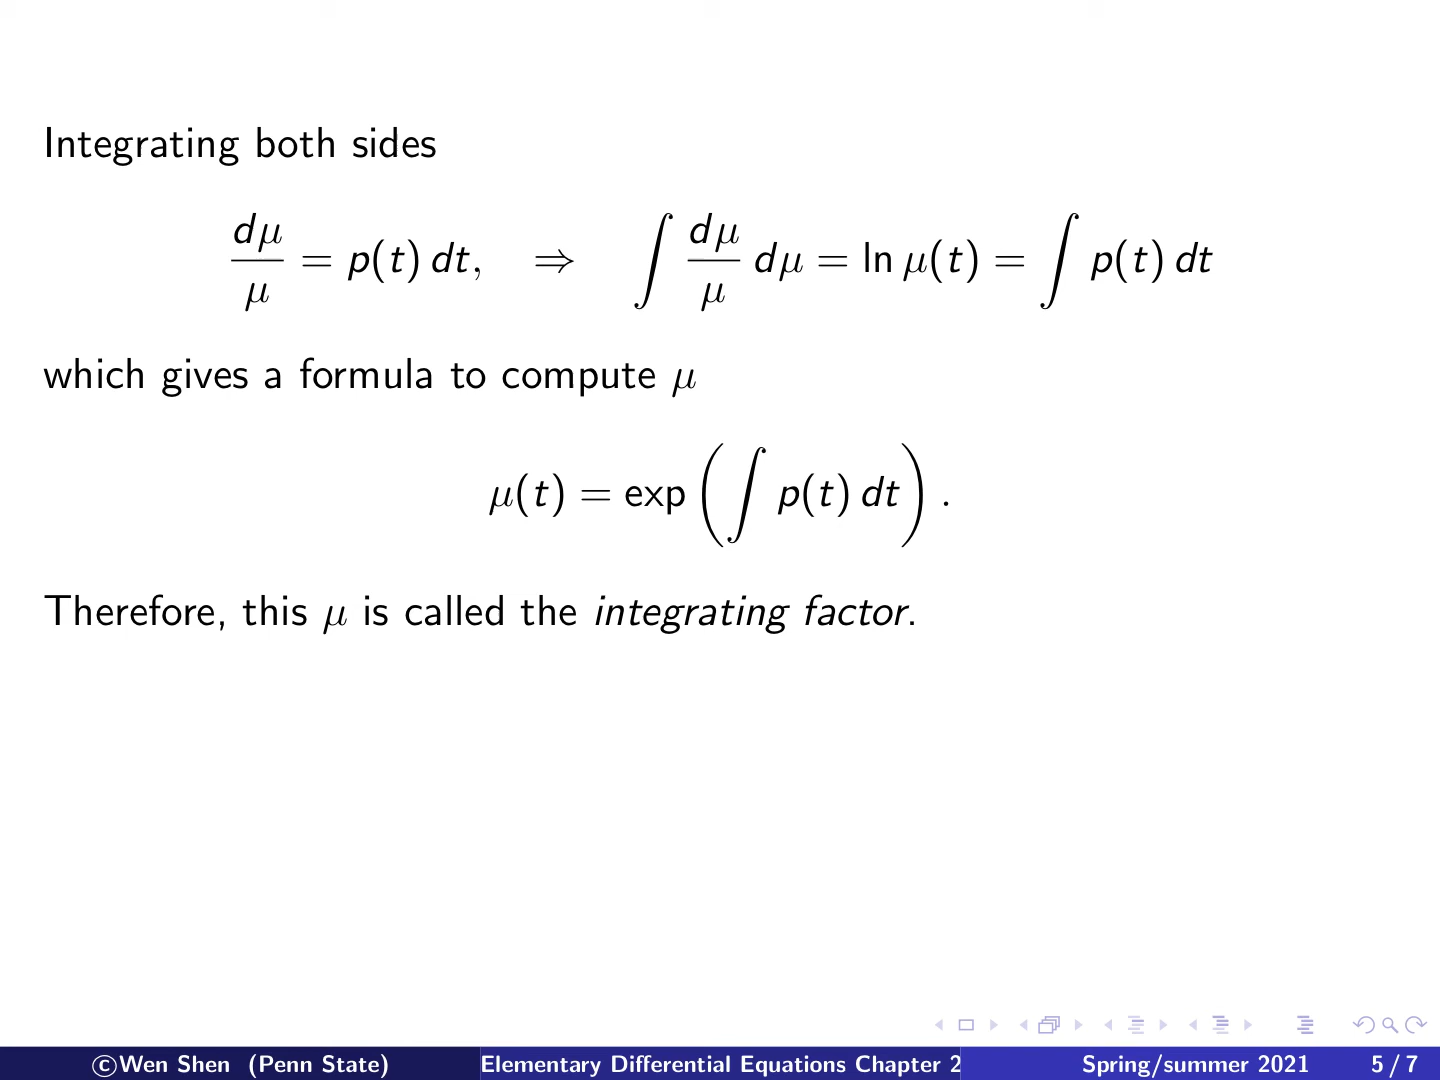 Integrating both sides
dμ/μ = p(t) dt, ⇒ ∫ dμ/μ dμ = ln μ(t) = ∫ p(t) dt
which gives a formula to compute μ
μ(t) = exp (∫ p(t) dt) .
Therefore, this μ is called the integrating factor.
©Wen Shen (Penn State) Elementary Differential Equations Chapter 2 Spring/summer 2021 5 / 7